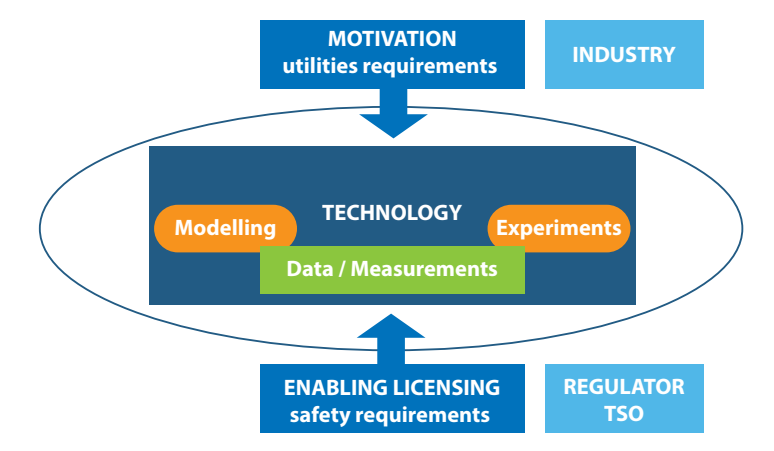 MOTIVATION
utilities requirements
INDUSTRY
TECHNOLOGY
Modelling
Experiments
Data / Measurements
ENABLING LICENSING
safety requirements
REGULATOR
TSO